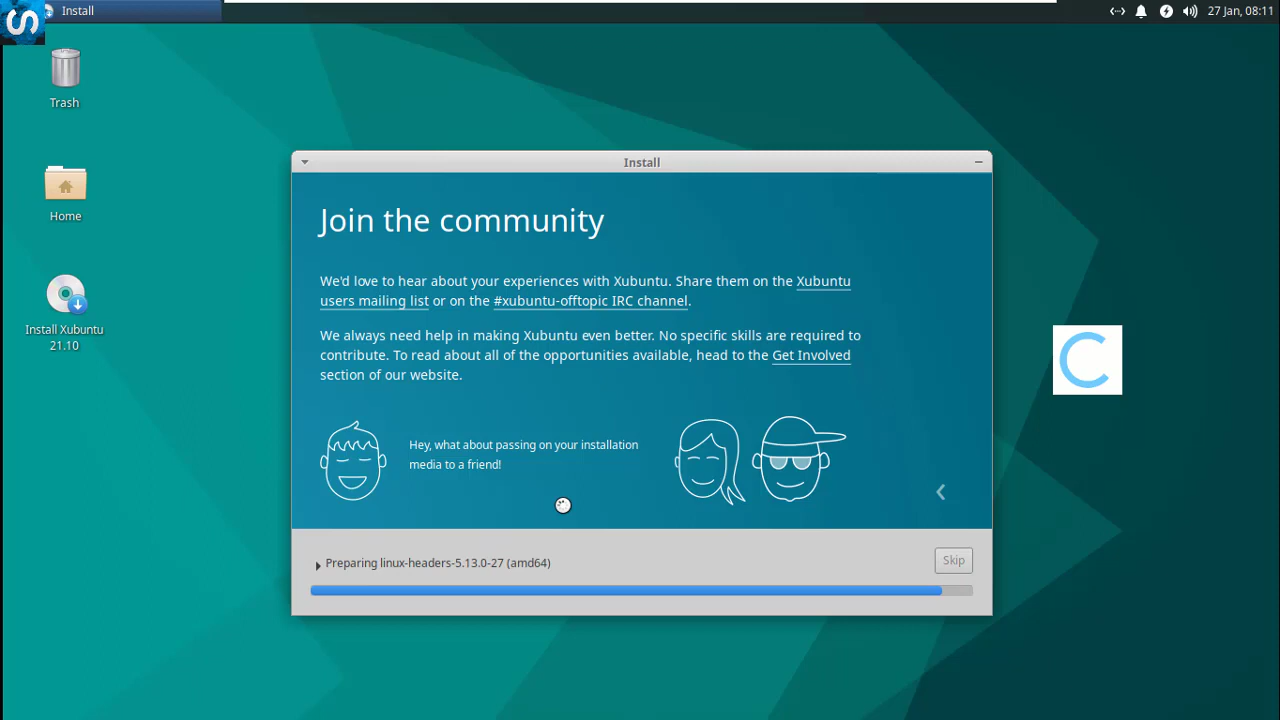 Install
27 Jan, 08:11
Trash
Home
Install Xubuntu
21.10
Install
Join the community
We'd love to hear about your experiences with Xubuntu. Share them on the Xubuntu
users mailing list or on the #xubuntu-offtopic IRC channel.
We always need help in making Xubuntu even better. No specific skills are required to
contribute. To read about all of the opportunities available, head to the Get Involved
section of our website.
Hey, what about passing on your installation
media to a friend!
Preparing linux-headers-5.13.0-27 (amd64)
Skip